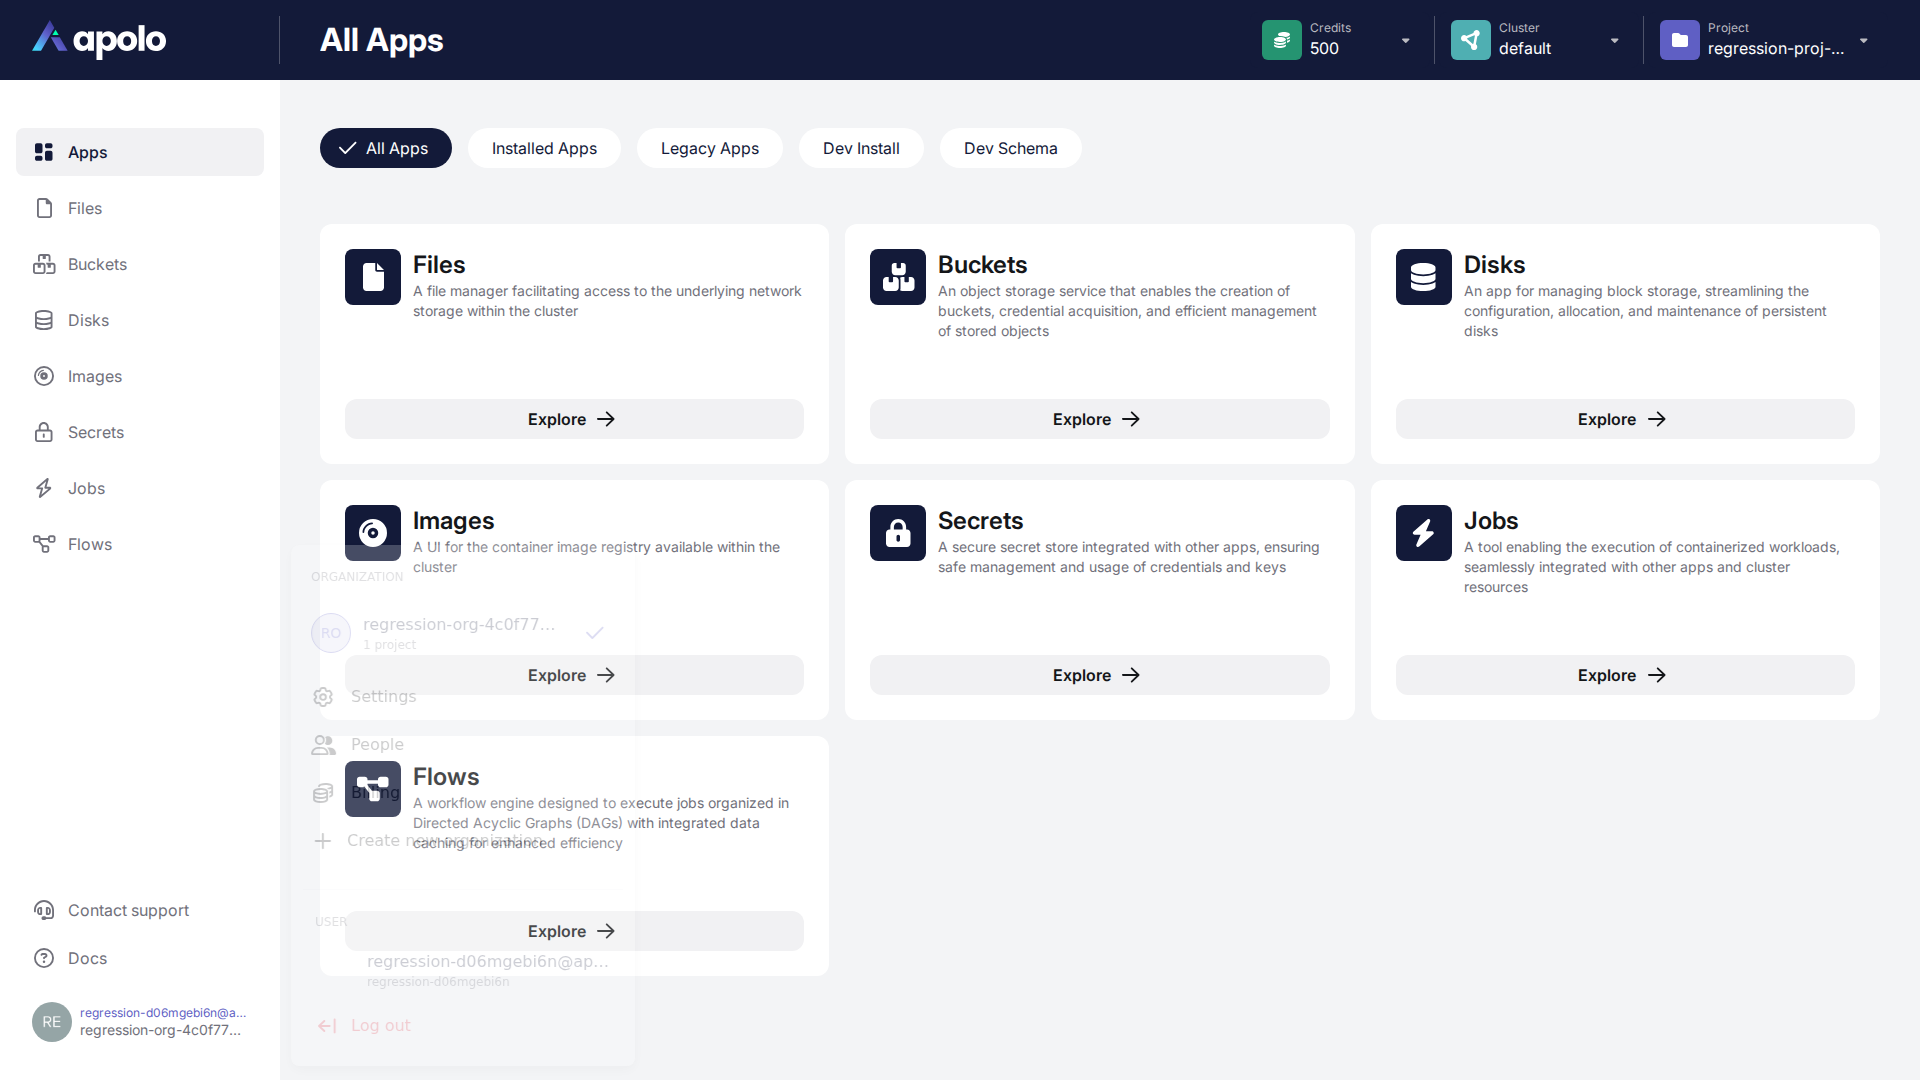 apolo
All Apps
Credits
500
Cluster
default
Project
regression-proj-...
Apps
Files
Buckets
Disks
Images
Secrets
Jobs
Flows
Contact support
Docs
RE
regression-d06mgebi6n@a...
regression-org-4c0f77...
All Apps
Installed Apps
Legacy Apps
Dev Install
Dev Schema
Files
A file manager facilitating access to the underlying network
storage within the cluster
Explore
Buckets
An object storage service that enables the creation of
buckets, credential acquisition, and efficient management
of stored objects
Explore
Disks
An app for managing block storage, streamlining the
configuration, allocation, and maintenance of persistent
disks
Explore
Images
A UI for the container image registry available within the
cluster
Explore
Secrets
A secure secret store integrated with other apps, ensuring
safe management and usage of credentials and keys
Explore
Jobs
A tool enabling the execution of containerized workloads,
seamlessly integrated with other apps and cluster
resources
Explore
Flows
A workflow engine designed to execute jobs organized in
Directed Acyclic Graphs (DAGs) with integrated data
caching for enhanced efficiency
Explore
ORGANIZATION
RO
regression-org-4c0f77...
1 project
Settings
People
Billing
Create new organization
USER
regression-d06mgebi6n@ap...
regression-d06mgebi6n
Log out